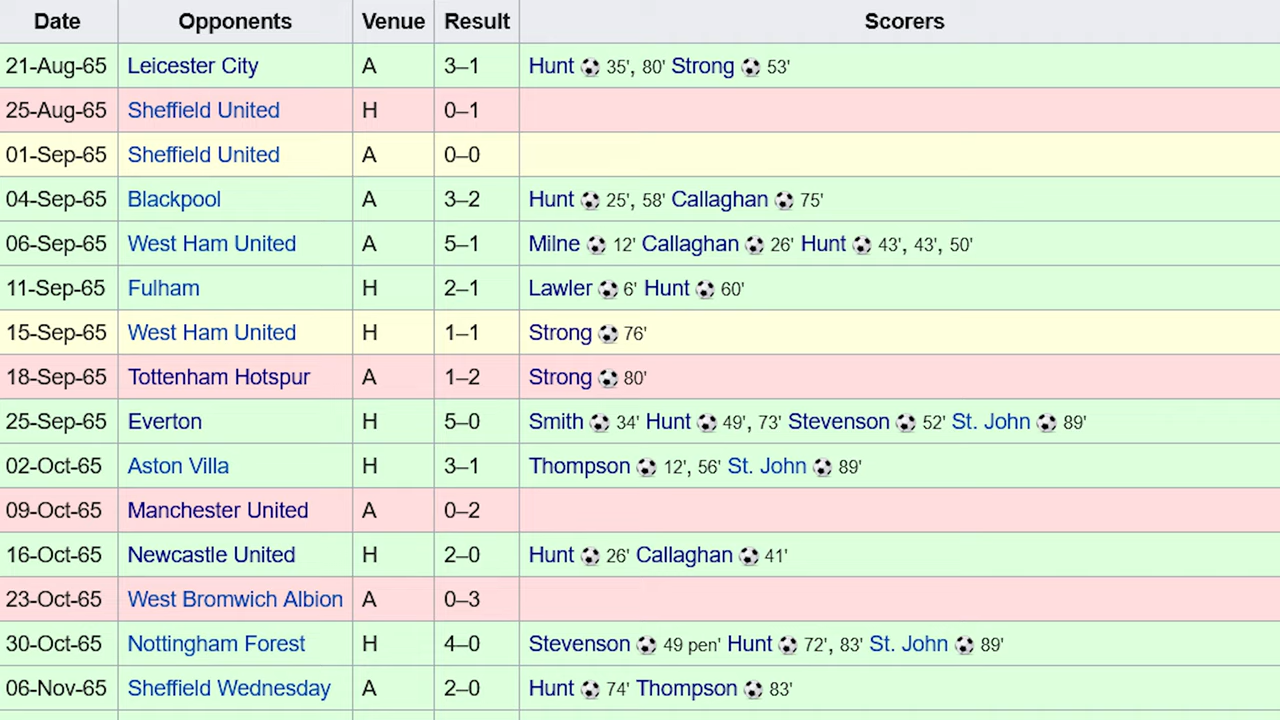 Date Opponents Venue Result Scorers
21-Aug-65 Leicester City A 3–1 Hunt 35', 80' Strong 53'
25-Aug-65 Sheffield United H 0–1
01-Sep-65 Sheffield United A 0–0
04-Sep-65 Blackpool A 3–2 Hunt 25', 58' Callaghan 75'
06-Sep-65 West Ham United A 5–1 Milne 12' Callaghan 26' Hunt 43', 43', 50'
11-Sep-65 Fulham H 2–1 Lawler 6' Hunt 60'
15-Sep-65 West Ham United H 1–1 Strong 76'
18-Sep-65 Tottenham Hotspur A 1–2 Strong 80'
25-Sep-65 Everton H 5–0 Smith 34' Hunt 49', 73' Stevenson 52' St. John 89'
02-Oct-65 Aston Villa H 3–1 Thompson 12', 56' St. John 89'
09-Oct-65 Manchester United A 0–2
16-Oct-65 Newcastle United H 2–0 Hunt 26' Callaghan 41'
23-Oct-65 West Bromwich Albion A 0–3
30-Oct-65 Nottingham Forest H 4–0 Stevenson 49 pen' Hunt 72', 83' St. John 89'
06-Nov-65 Sheffield Wednesday A 2–0 Hunt 74' Thompson 83'